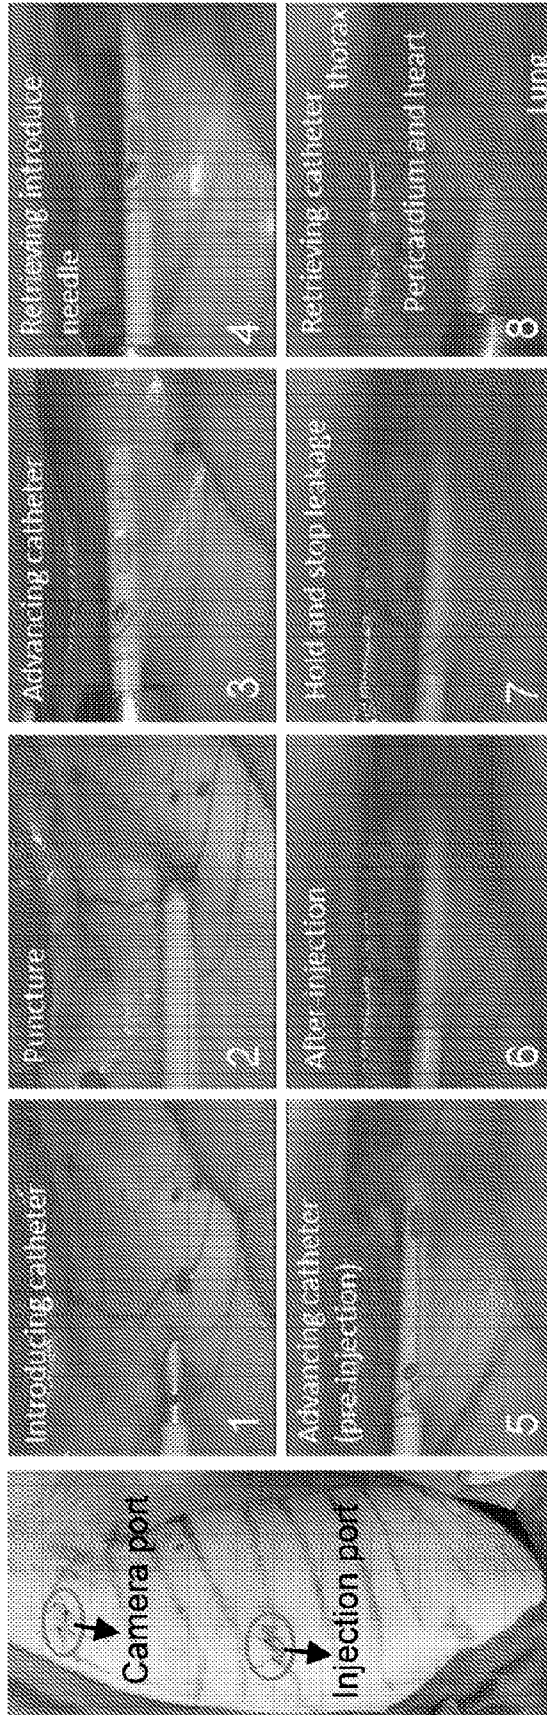 Camera port
Injection port
Introducing catheter
1
Puncture
2
Advancing catheter
3
Retrieving introduce
needle
4
Advancing catheter
(pre-injection)
5
After injection
6
Hold and stop leakage
7
Retrieving catheter
thorax
Pericardium and heart
Lung
8